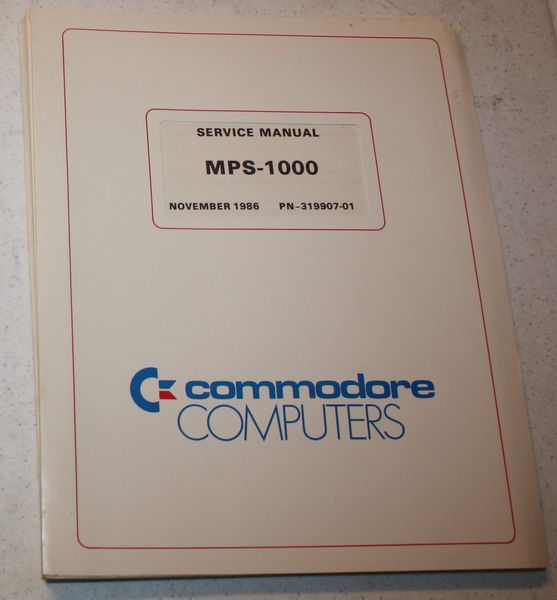 SERVICE MANUAL
MPS-1000
NOVEMBER 1986 PN-319907-01
commodore
COMPUTERS